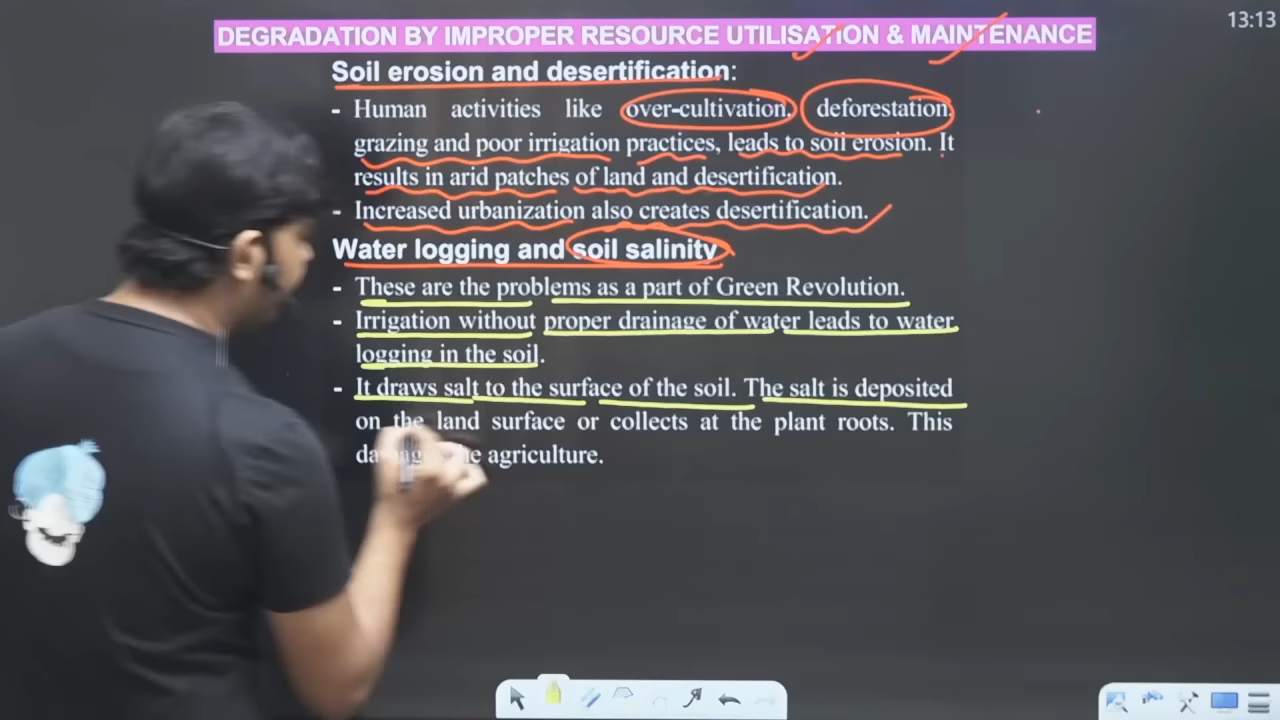 13:13
DEGRADATION BY IMPROPER RESOURCE UTILISATION & MAINTENANCE
Soil erosion and desertification:
- Human activities like over-cultivation, deforestation,
grazing and poor irrigation practices, leads to soil erosion. It
results in arid patches of land and desertification.
- Increased urbanization also creates desertification.
Water logging and soil salinity
- These are the problems as a part of Green Revolution.
- Irrigation without proper drainage of water leads to water
logging in the soil.
- It draws salt to the surface of the soil. The salt is deposited
on the land surface or collects at the plant roots. This
agriculture.